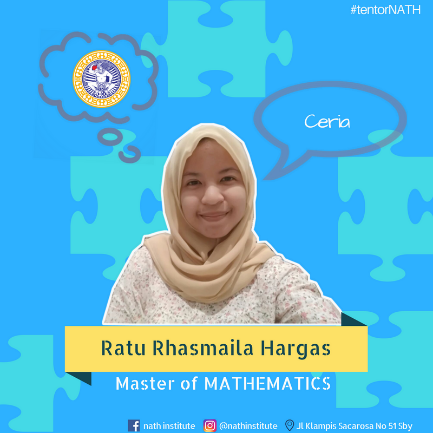 #tentorNATH
Ceria
Ratu Rhasmaila Hargas
Master of MATHEMATICS
nath institute @nathinstitute Jl Klampis Sacarosa No 51 Sby